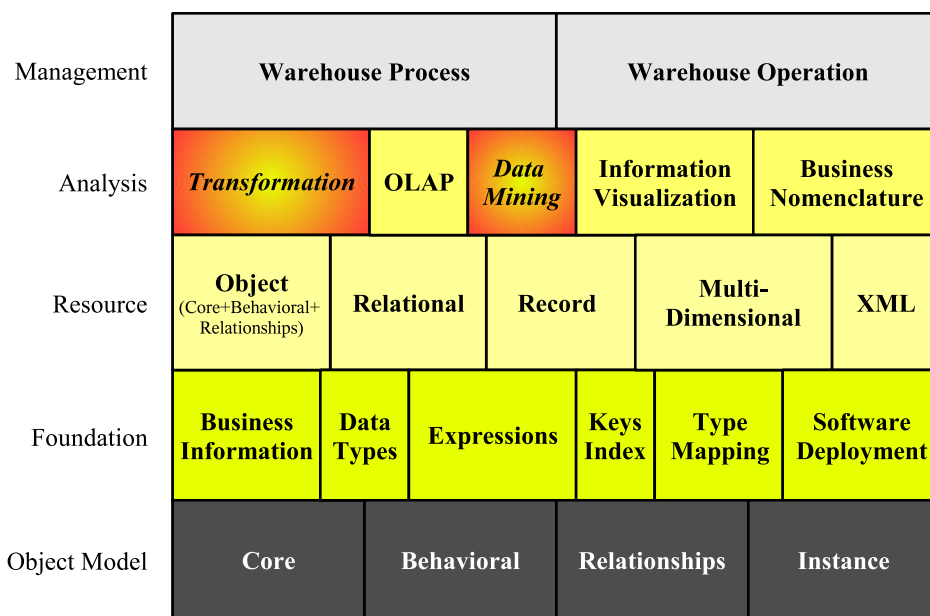 Management
Warehouse Process
Warehouse Operation
Analysis
Transformation
OLAP
Data
Mining
Information
Visualization
Business
Nomenclature
Resource
Object
(Core+Behavioral+
Relationships)
Relational
Record
Multi-
Dimensional
XML
Foundation
Business
Information
Data
Types
Expressions
Keys
Index
Type
Mapping
Software
Deployment
Object Model
Core
Behavioral
Relationships
Instance